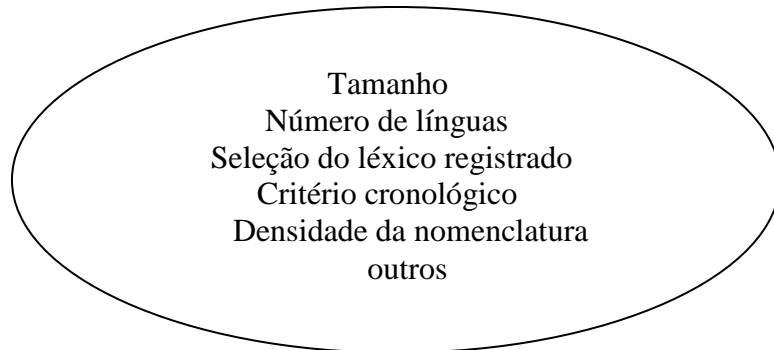 Tamanho
Número de línguas
Seleção do léxico registrado
Critério cronológico
Densidade da nomenclatura
outros